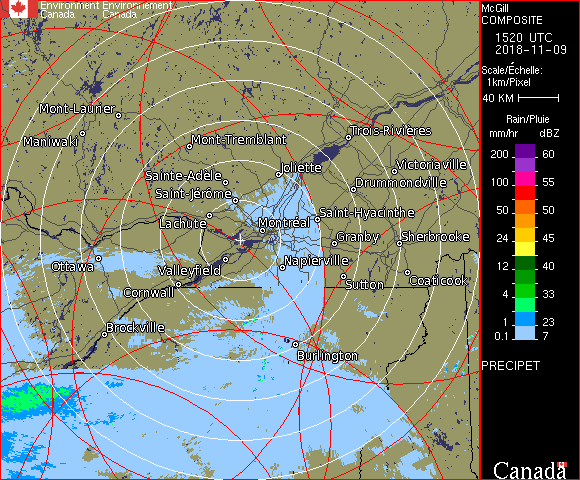 Environment Environnement
Canada Canada
McGill
COMPOSITE
1520 UTC
2018-11-09
Scale/Échelle:
1km/Pixel
40 KM
Rain/Pluie
mm/hr dBZ
200 60
100 55
50 50
24 45
12 40
4 33
1 23
0.1 7
PRECIPET
Canada
Mont-Laurier
Maniwaki
Mont-Tremblant
Trois-Rivières
Sainte-Adèle
Joliette
Victoriaville
Saint-Jérôme
Drummondville
Lachute
Montréal
Saint-Hyacinthe
Granby
Sherbrooke
Ottawa
Valleyfield
Napierville
Cornwall
Sutton
Coaticook
Brockville
Burlington